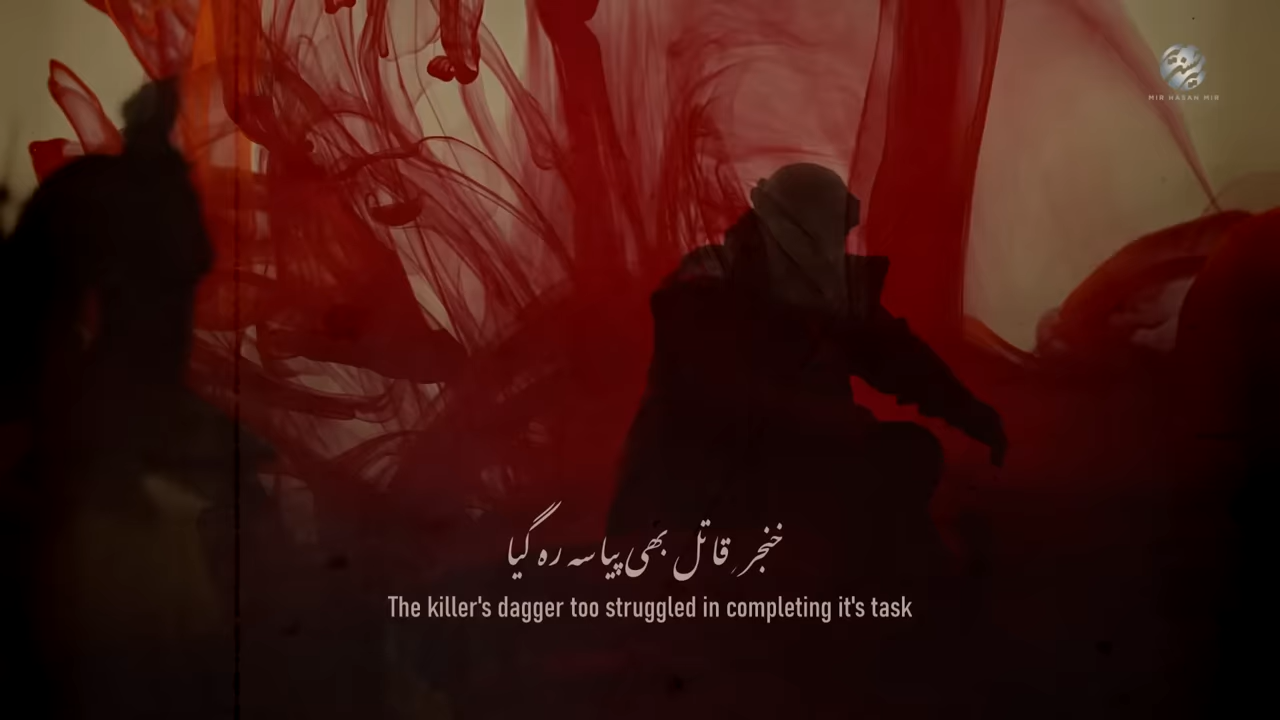 MIR HASAN MIR
خنجرِ قاتل بھی پیاسہ رہ گیا
The killer's dagger too struggled in completing it's task